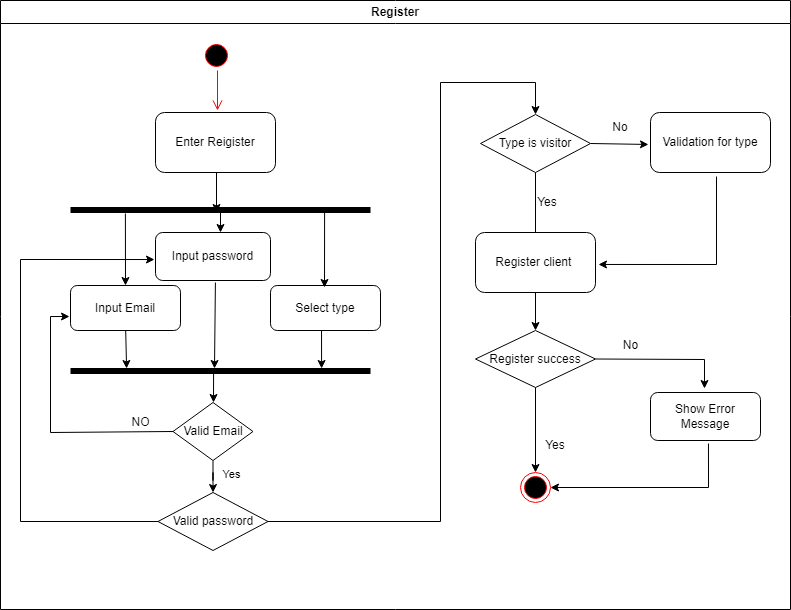 Register
Enter Reigister
Input password
Input Email
Select type
NO
Valid Email
Yes
Valid password
Type is visitor
No
Validation for type
Yes
Register client
Register success
No
Show Error
Message
Yes